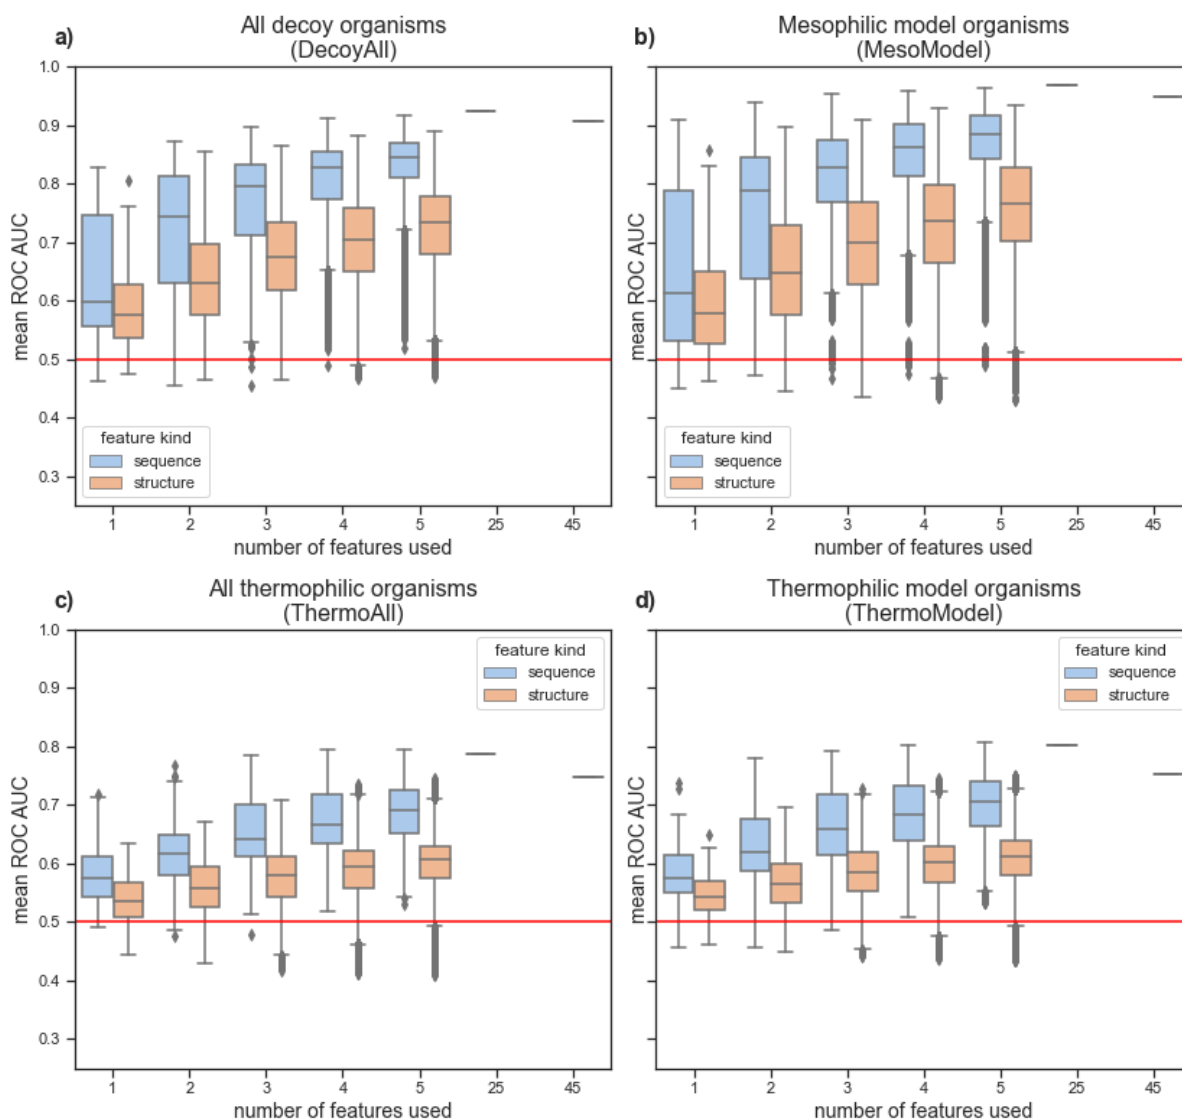 a)
All decoy organisms
(DecoyAll)
1.0
0.9
0.8
0.7
0.6
0.5
0.4
0.3
mean ROC AUC
feature kind
sequence
structure
1 2 3 4 5 25 45
number of features used
b)
Mesophilic model organisms
(MesoModel)
feature kind
sequence
structure
1 2 3 4 5 25 45
number of features used
c)
All thermophilic organisms
(ThermoAll)
1.0
0.9
0.8
0.7
0.6
0.5
0.4
0.3
mean ROC AUC
feature kind
sequence
structure
1 2 3 4 5 25 45
number of features used
d)
Thermophilic model organisms
(ThermoModel)
mean ROC AUC
feature kind
sequence
structure
1 2 3 4 5 25 45
number of features used